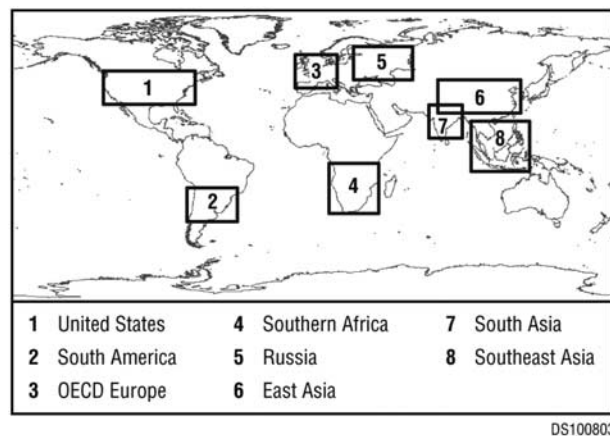 1
3
5
6
7
8
4
2
1 United States 4 Southern Africa 7 South Asia
2 South America 5 Russia 8 Southeast Asia
3 OECD Europe 6 East Asia
DS100803